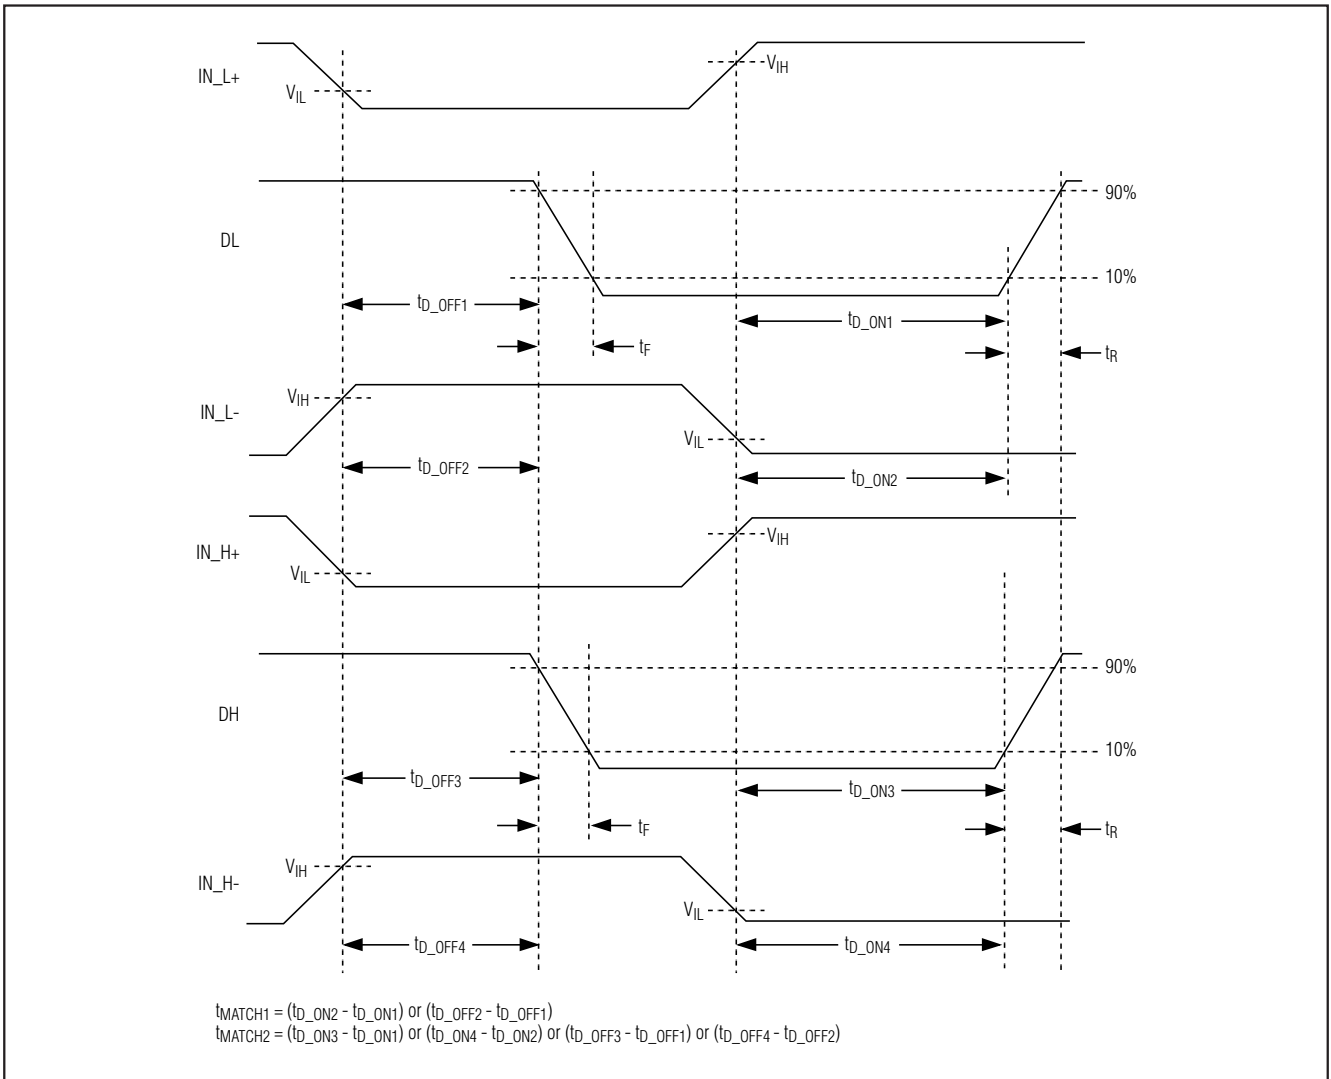 IN_L+
VIL
VIH
DL
90%
10%
tD_OFF1
tD_ON1
tF
tR
IN_L-
VIH
VIL
tD_OFF2
tD_ON2
IN_H+
VIL
VIH
DH
90%
10%
tD_OFF3
tD_ON3
tF
tR
IN_H-
VIH
VIL
tD_OFF4
tD_ON4
tMATCH1 = (tD_ON2 - tD_ON1) or (tD_OFF2 - tD_OFF1)
tMATCH2 = (tD_ON3 - tD_ON1) or (tD_ON4 - tD_ON2) or (tD_OFF3 - tD_OFF1) or (tD_OFF4 - tD_OFF2)